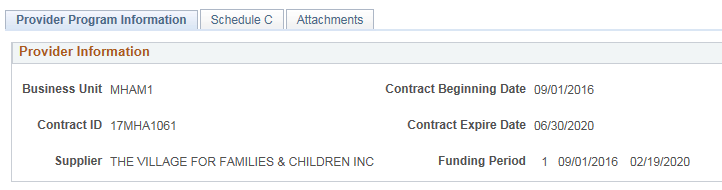 Provider Program Information Schedule C Attachments
Provider Information
Business Unit MHAM1 Contract Beginning Date 09/01/2016
Contract ID 17MHA1061 Contract Expire Date 06/30/2020
Supplier THE VILLAGE FOR FAMILIES & CHILDREN INC Funding Period 1 09/01/2016 02/19/2020